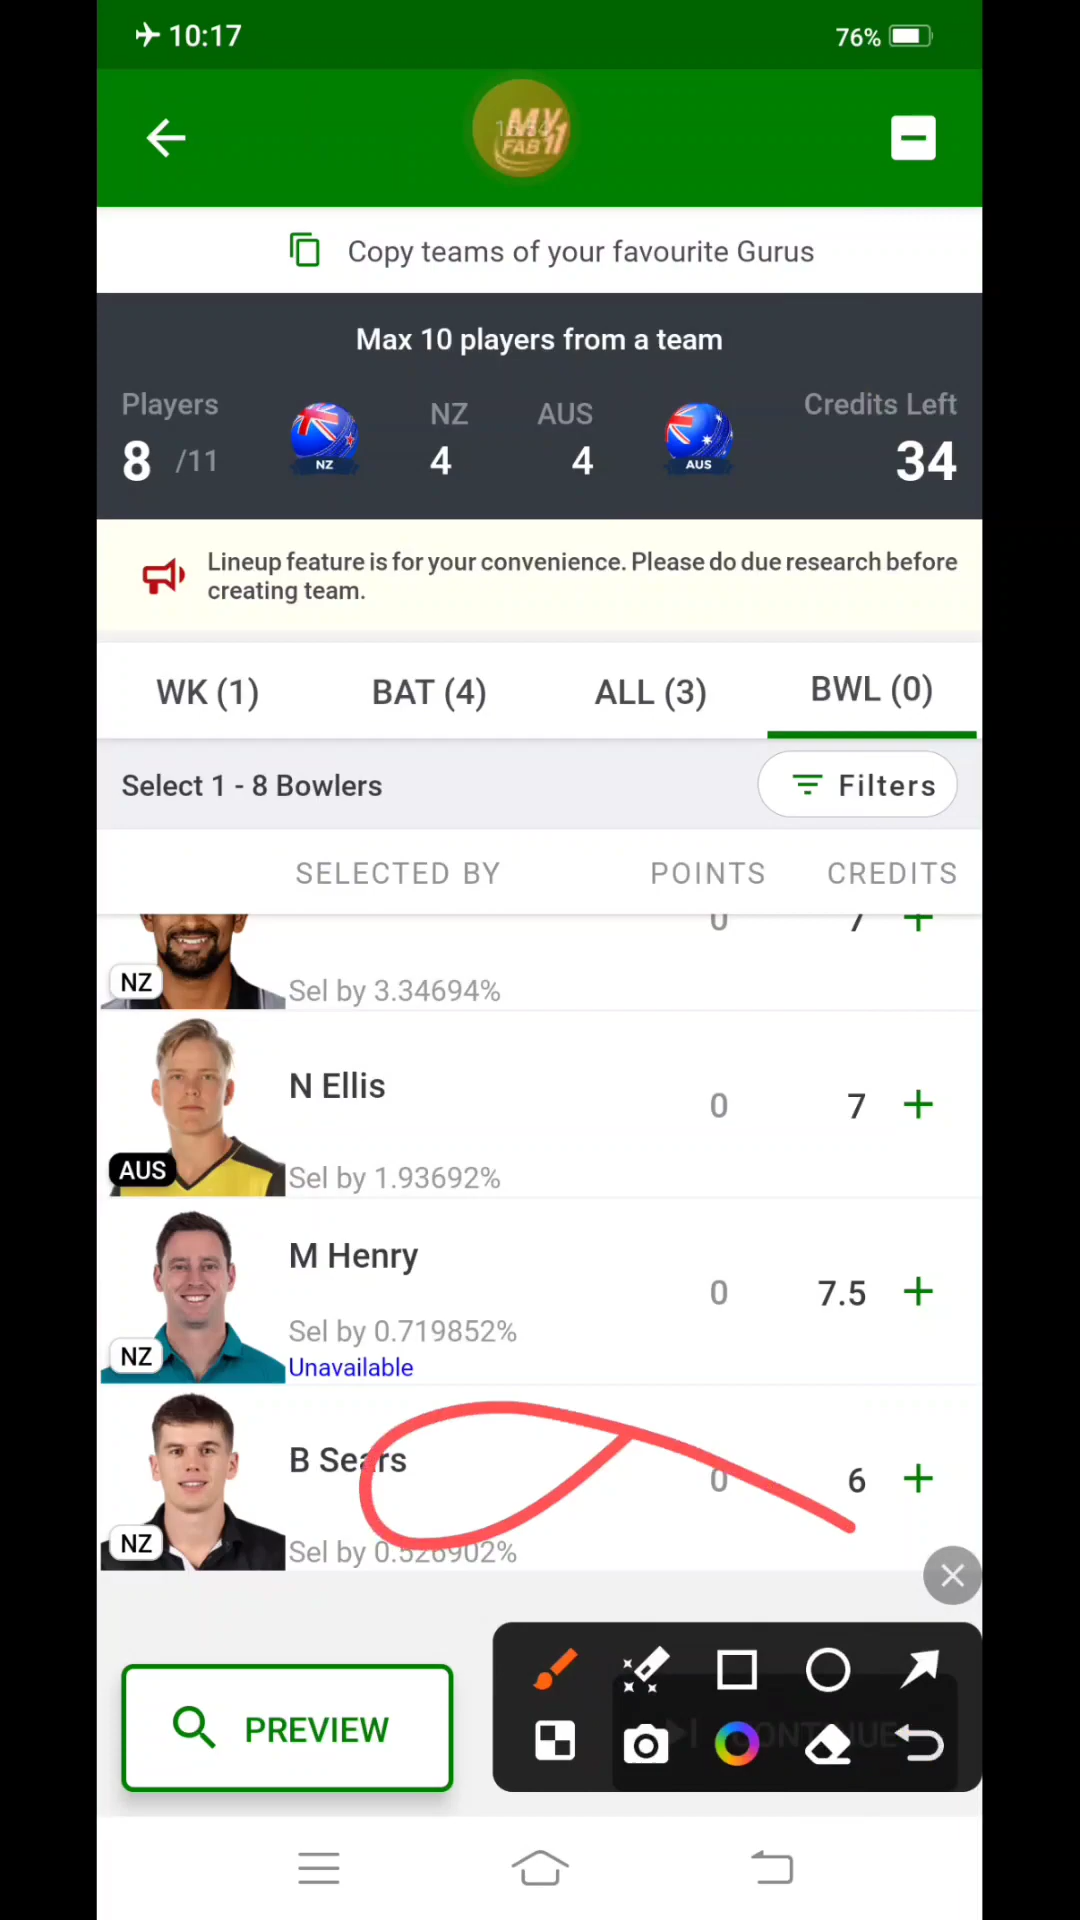 10:17
76%
MY
FAB11
Copy teams of your favourite Gurus
Max 10 players from a team
Players
NZ
AUS
Credits Left
8 /11
NZ
4
4
AUS
34
Lineup feature is for your convenience. Please do due research before
creating team.
WK (1)
BAT (4)
ALL (3)
BWL (0)
Select 1 - 8 Bowlers
Filters
SELECTED BY
POINTS
CREDITS
0
7
+
NZ
Sel by 3.34694%
N Ellis
0
7
+
AUS
Sel by 1.93692%
M Henry
0
7.5
+
Sel by 0.719852%
NZ
Unavailable
B Sears
0
6
+
NZ
Sel by 0.526902%
PREVIEW
CONTINUE